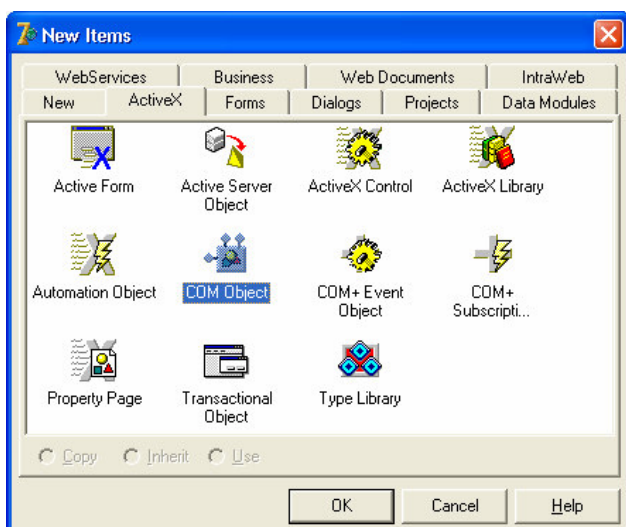 New Items
WebServices Business Web Documents IntraWeb
New ActiveX Forms Dialogs Projects Data Modules
Active Form Active Server Object ActiveX Control ActiveX Library
Automation Object COM Object COM+ Event Object COM+ Subscripti...
Property Page Transactional Object Type Library
Copy Inherit Use
OK Cancel Help